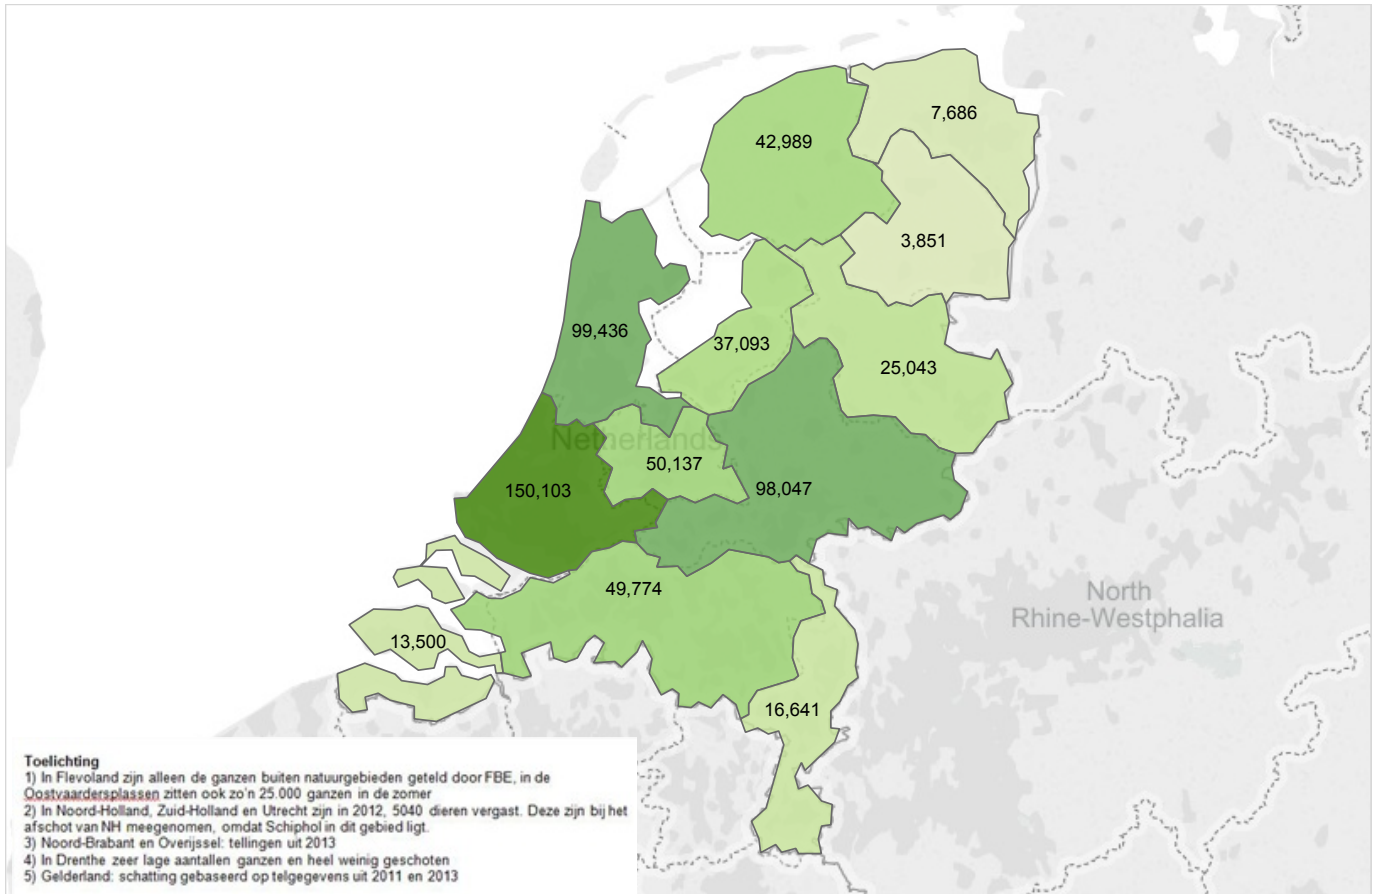 7,686
42,989
3,851
99,436
37,093
25,043
Netherlands
50,137
150,103
98,047
49,774
North
Rhine-Westphalia
13,500
16,641
Toelichting
1) In Flevoland zijn alleen de ganzen buiten natuurgebieden geteld door FBE, in de
Oostvaardersplassen zitten ook zo'n 25.000 ganzen in de zomer
2) In Noord-Holland, Zuid-Holland en Utrecht zijn in 2012, 5040 dieren vergast. Deze zijn bij het
afschot van NH meegenomen, omdat Schiphol in dit gebied ligt.
3) Noord-Brabant en Overijssel: tellingen uit 2013
4) In Drenthe zeer lage aantallen ganzen en heel weinig geschoten
5) Gelderland: schatting gebaseerd op telgegevens uit 2011 en 2013